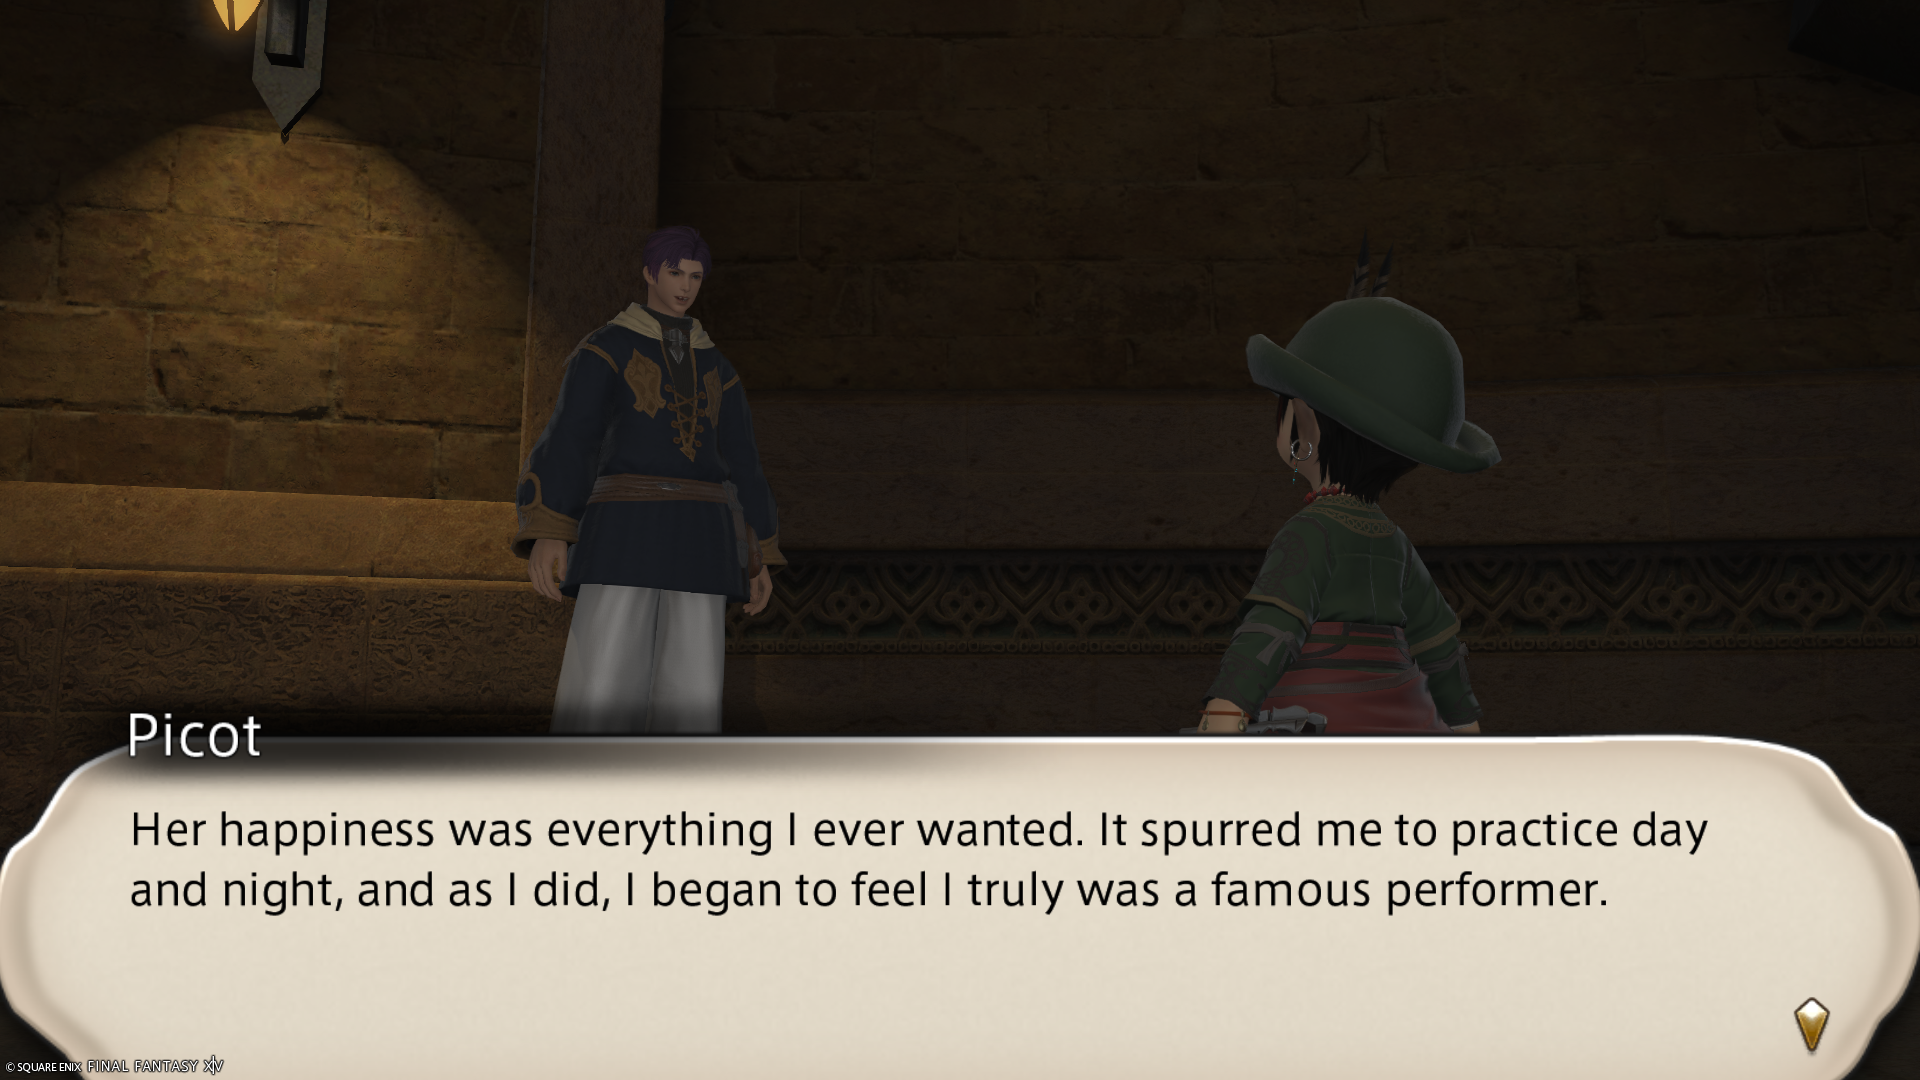 Picot
Her happiness was everything I ever wanted. It spurred me to practice day
and night, and as I did, I began to feel I truly was a famous performer.
© SQUARE ENIX FINAL FANTASY XIV